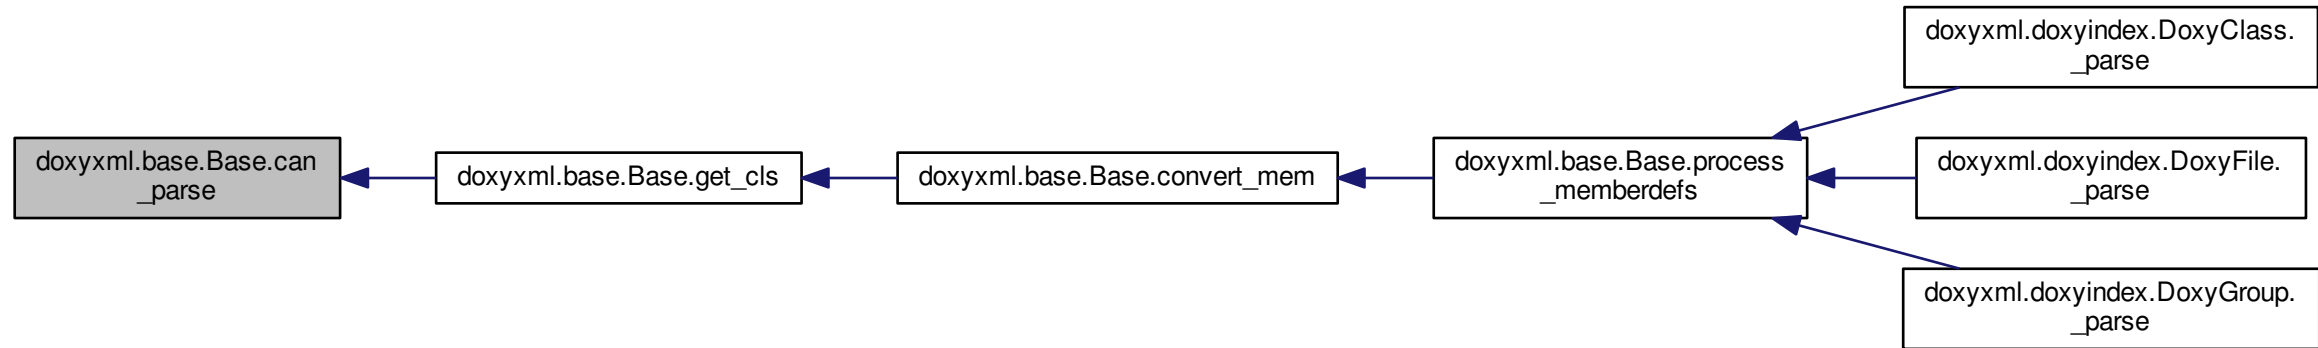 doxyxml.base.Base.can
_parse
doxyxml.base.Base.get_cls
doxyxml.base.Base.convert_mem
doxyxml.base.Base.process
_memberdefs
doxyxml.doxyindex.DoxyClass.
_parse
doxyxml.doxyindex.DoxyFile.
_parse
doxyxml.doxyindex.DoxyGroup.
_parse